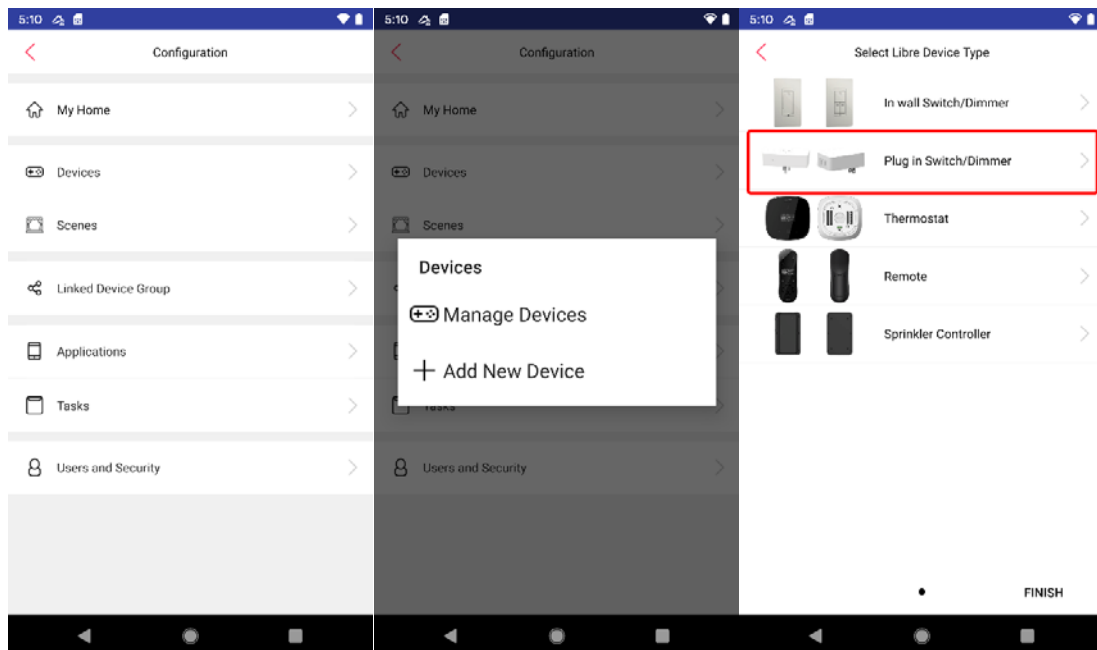 5:10
Configuration
My Home
Devices
Scenes
Linked Device Group
Applications
Tasks
Users and Security
5:10
Configuration
My Home
Devices
Scenes
Devices
Manage Devices
Add New Device
Tasks
Users and Security
5:10
Select Libre Device Type
In wall Switch/Dimmer
Plug in Switch/Dimmer
Thermostat
Remote
Sprinkler Controller
FINISH